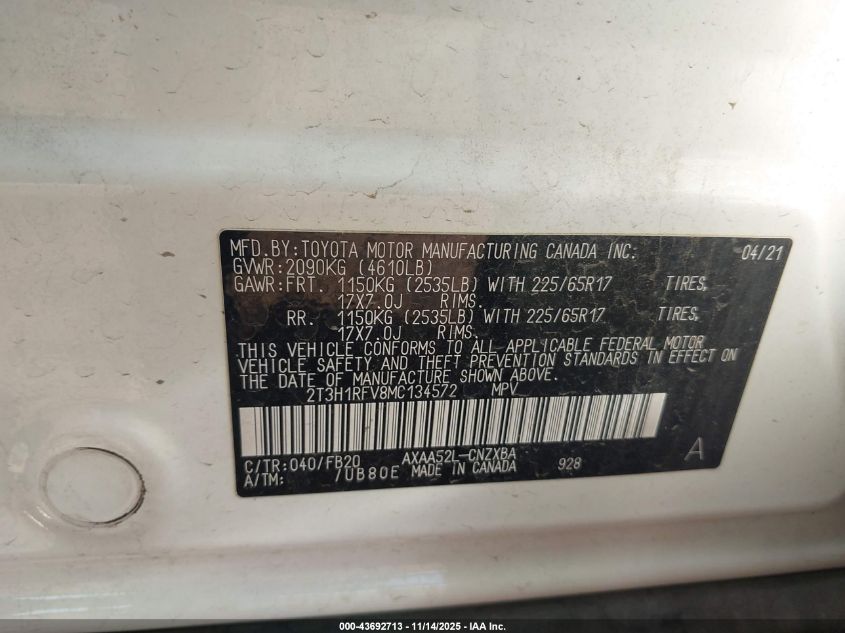 MFD.BY:TOYOTA MOTOR MANUFACTURING CANADA INC. 04/21
GVWR:2090KG (4610LB)
GAWR:FRT. 1150KG (2535LB) WITH 225/65R17 TIRES,
17X7.0J RIMS.
RR. 1150KG (2535LB) WITH 225/65R17 TIRES,
17X7.0J RIMS.
THIS VEHICLE CONFORMS TO ALL APPLICABLE FEDERAL MOTOR
VEHICLE SAFETY AND THEFT PREVENTION STANDARDS IN EFFECT ON
THE DATE OF MANUFACTURE SHOWN ABOVE.
2T3H1RFV8MC134572 MPV
C/TR:040/FB20 AXAA52L-CNZXBA A
A/TM: /UB80E MADE IN CANADA 928
000-43692713 - 11/14/2025 - IAA Inc.